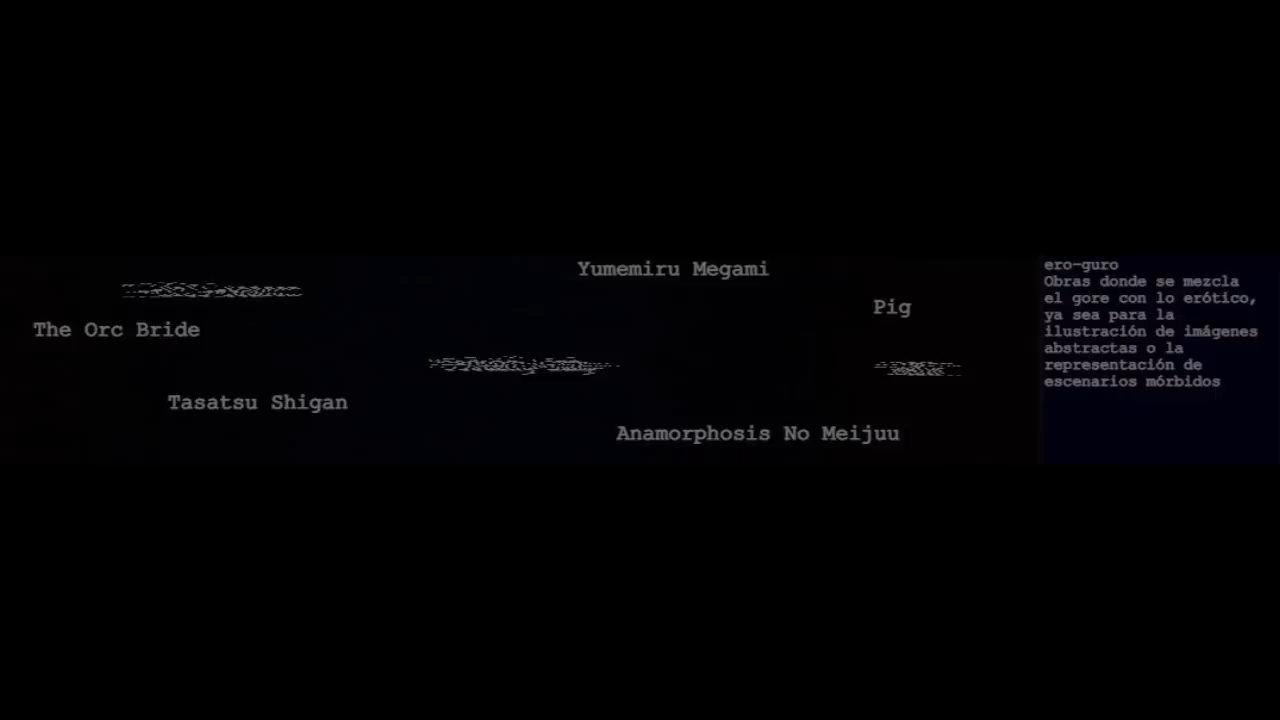 Yumemiru Megami
Pig
The Orc Bride
Tasatsu Shigan
Anamorphosis No Meijuu
ero-guro
Obras donde se mezcla
el gore con lo erótico,
ya sea para la
ilustración de imágenes
abstractas o la
representación de
escenarios mórbidos